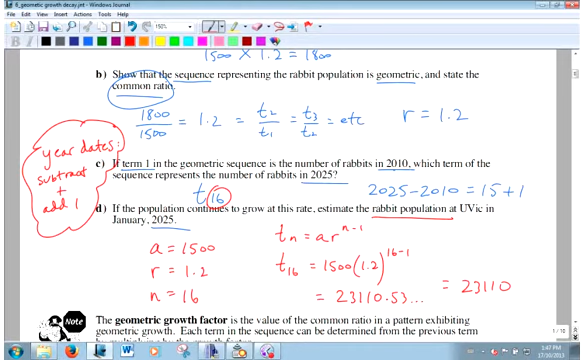 6_geometic growth decay.jnt - Windows Journal
File Edit View Insert Actions Tools Help
150%
1500 × 1.2 = 1800
b) Show that the sequence representing the rabbit population is geometric, and state the
common ratio.
1800/1500 = 1.2 = t2/t1 = t3/t2 = etc r = 1.2
year dates:
subtract
+
add 1
c) If term 1 in the geometric sequence is the number of rabbits in 2010, which term of the
sequence represents the number of rabbits in 2025?
t16 2025-2010 = 15 + 1
d) If the population continues to grow at this rate, estimate the rabbit population at UVic in
January, 2025.
a = 1500
r = 1.2
n = 16
tn = ar^n-1
t16 = 1500(1.2)^16-1
= 23110.53... = 23110
Note
The geometric growth factor is the value of the common ratio in a pattern exhibiting
geometric growth. Each term in the sequence can be determined from the previous term
1 / 10
5:47 PM
17/10/2013